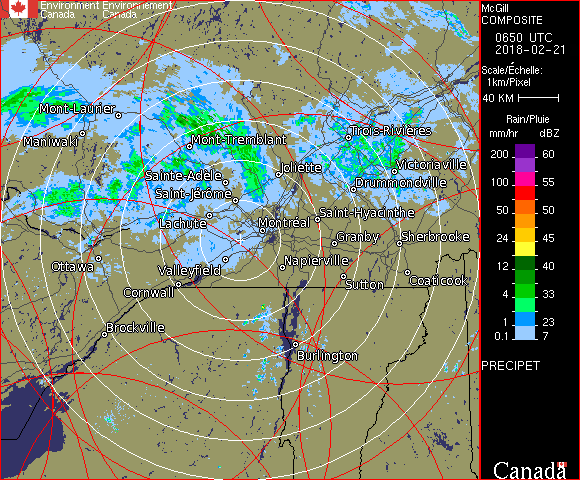 Environment Environnement
Canada Canada
McGill
COMPOSITE
0650 UTC
2018-02-21
Scale/Échelle:
1km/Pixel
40 KM
Rain/Pluie
mm/hr dBZ
200 60
100 55
50 50
24 45
12 40
4 33
1 23
0.1 7
PRECIPET
Mont-Laurier
Maniwaki
Mont-Tremblant
Trois-Rivières
Sainte-Adèle
Joliette
Victoriaville
Saint-Jérôme
Drummondville
Lachute
Montréal
Saint-Hyacinthe
Granby
Sherbrooke
Ottawa
Valleyfield
Napierville
Cornwall
Sutton
Coaticook
Brockville
Burlington
Canada